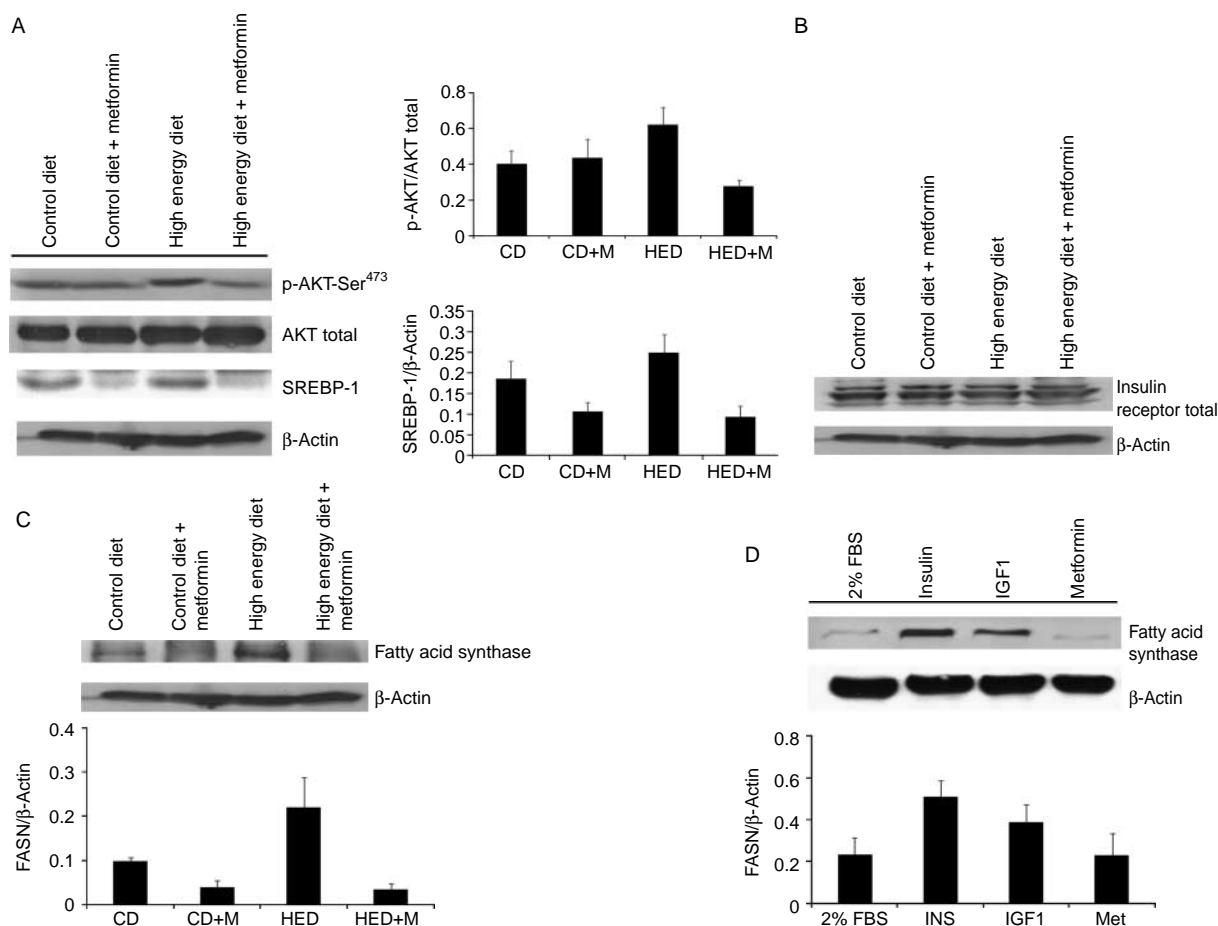 A
Control diet
Control diet + metformin
High energy diet
High energy diet + metformin
p-AKT-Ser473
AKT total
SREBP-1
β-Actin
p-AKT/AKT total
0.8
0.6
0.4
0.2
0
CD CD+M HED HED+M
SREBP-1/β-Actin
0.35
0.3
0.25
0.2
0.15
0.1
0.05
0
CD CD+M HED HED+M
B
Control diet
Control diet + metformin
High energy diet
High energy diet + metformin
Insulin
receptor total
β-Actin
C
Control diet
Control diet +
metformin
High energy diet
High energy diet +
metformin
Fatty acid synthase
β-Actin
FASN/β-Actin
0.4
0.3
0.2
0.1
0
CD CD+M HED HED+M
D
2% FBS
Insulin
IGF1
Metformin
Fatty acid
synthase
β-Actin
FASN/β-Actin
0.8
0.6
0.4
0.2
0
2% FBS INS IGF1 Met